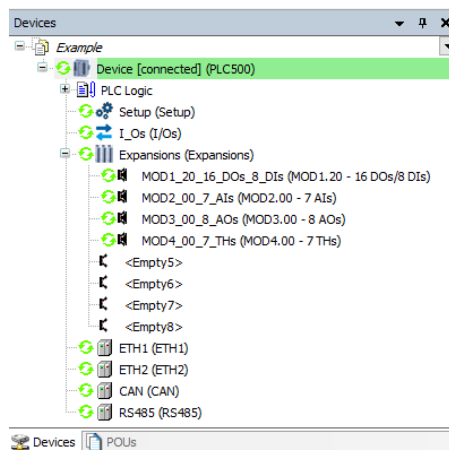 Devices
Example
Device [connected] (PLC500)
PLC Logic
Setup (Setup)
I_Os (I/Os)
Expansions (Expansions)
MOD1_20_16_DOs_8_DIs (MOD1.20 - 16 DOs/8 DIs)
MOD2_00_7_AIs (MOD2.00 - 7 AIs)
MOD3_00_8_AOs (MOD3.00 - 8 AOs)
MOD4_00_7_THs (MOD4.00 - 7 THs)
<Empty5>
<Empty6>
<Empty7>
<Empty8>
ETH1 (ETH1)
ETH2 (ETH2)
CAN (CAN)
RS485 (RS485)
Devices POUs